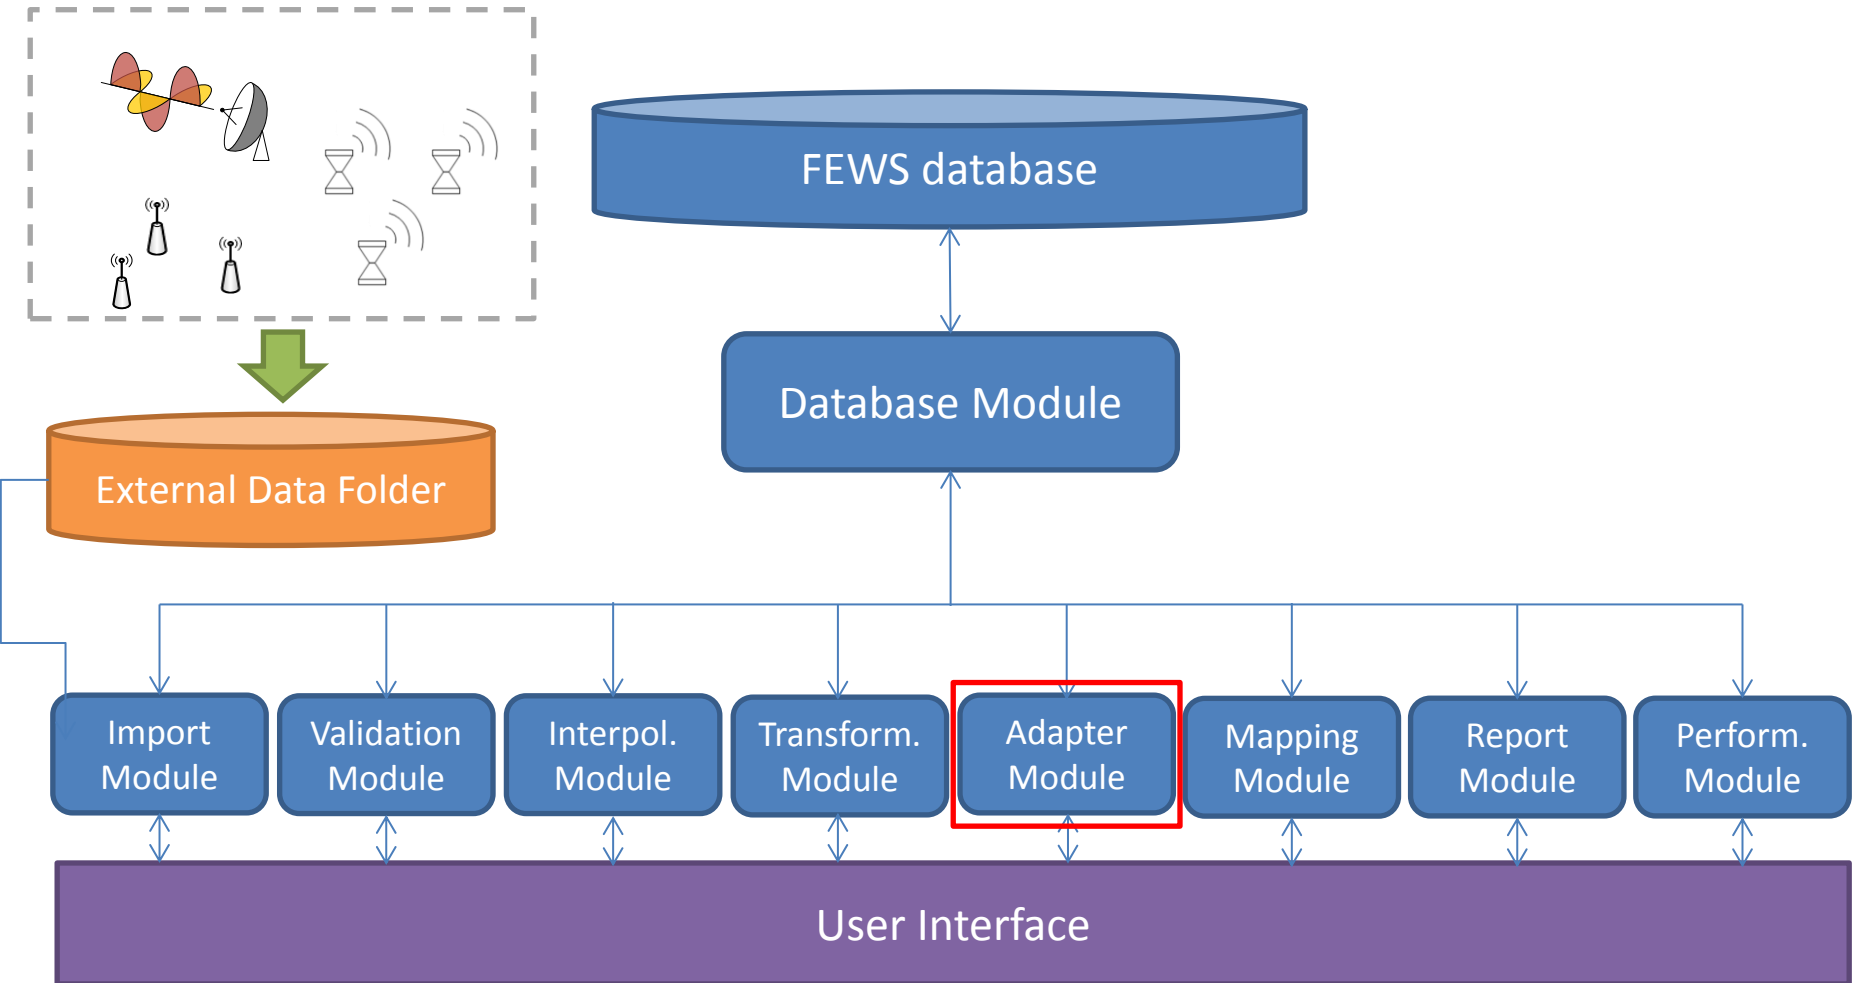 FEWS database
Database Module
External Data Folder
Import
Module
Validation
Module
Interpol.
Module
Transform.
Module
Adapter
Module
Mapping
Module
Report
Module
Perform.
Module
User Interface